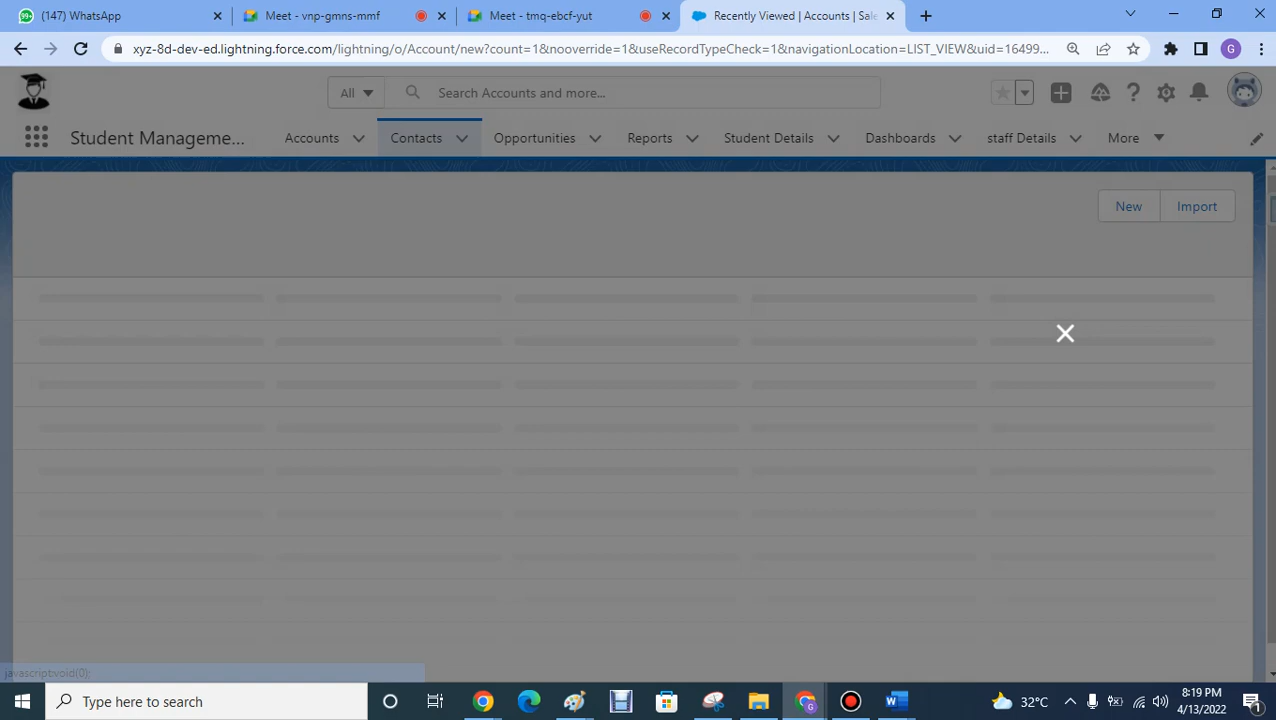 99+ (147) WhatsApp Meet - vnp-gmns-mmf Meet - tmq-ebcf-yut Recently Viewed | Accounts | Sale
xyz-8d-dev-ed.lightning.force.com/lightning/o/Account/new?count=1&nooverride=1&useRecordTypeCheck=1&navigationLocation=LIST_VIEW&uid=16499... G
All Search Accounts and more...
Student Manageme... Accounts Contacts Opportunities Reports Student Details Dashboards staff Details More
New Import
javascript:void(0);
Type here to search 32°C 8:19 PM
4/13/2022 1